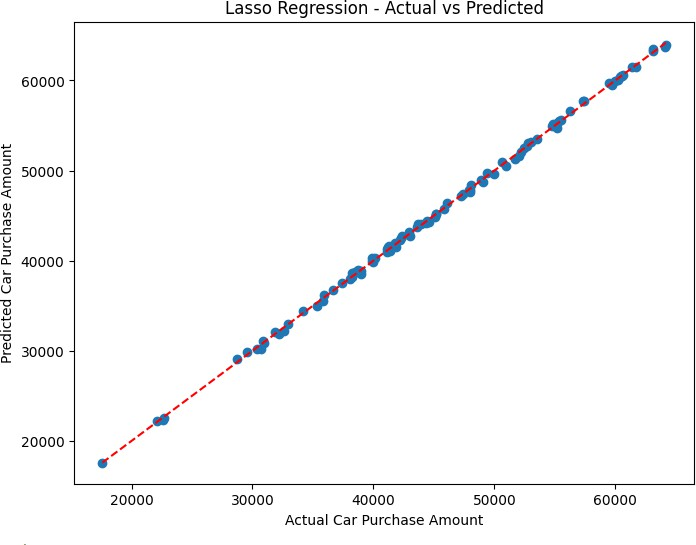 Lasso Regression - Actual vs Predicted
Predicted Car Purchase Amount
60000
50000
40000
30000
20000
20000 30000 40000 50000 60000
Actual Car Purchase Amount